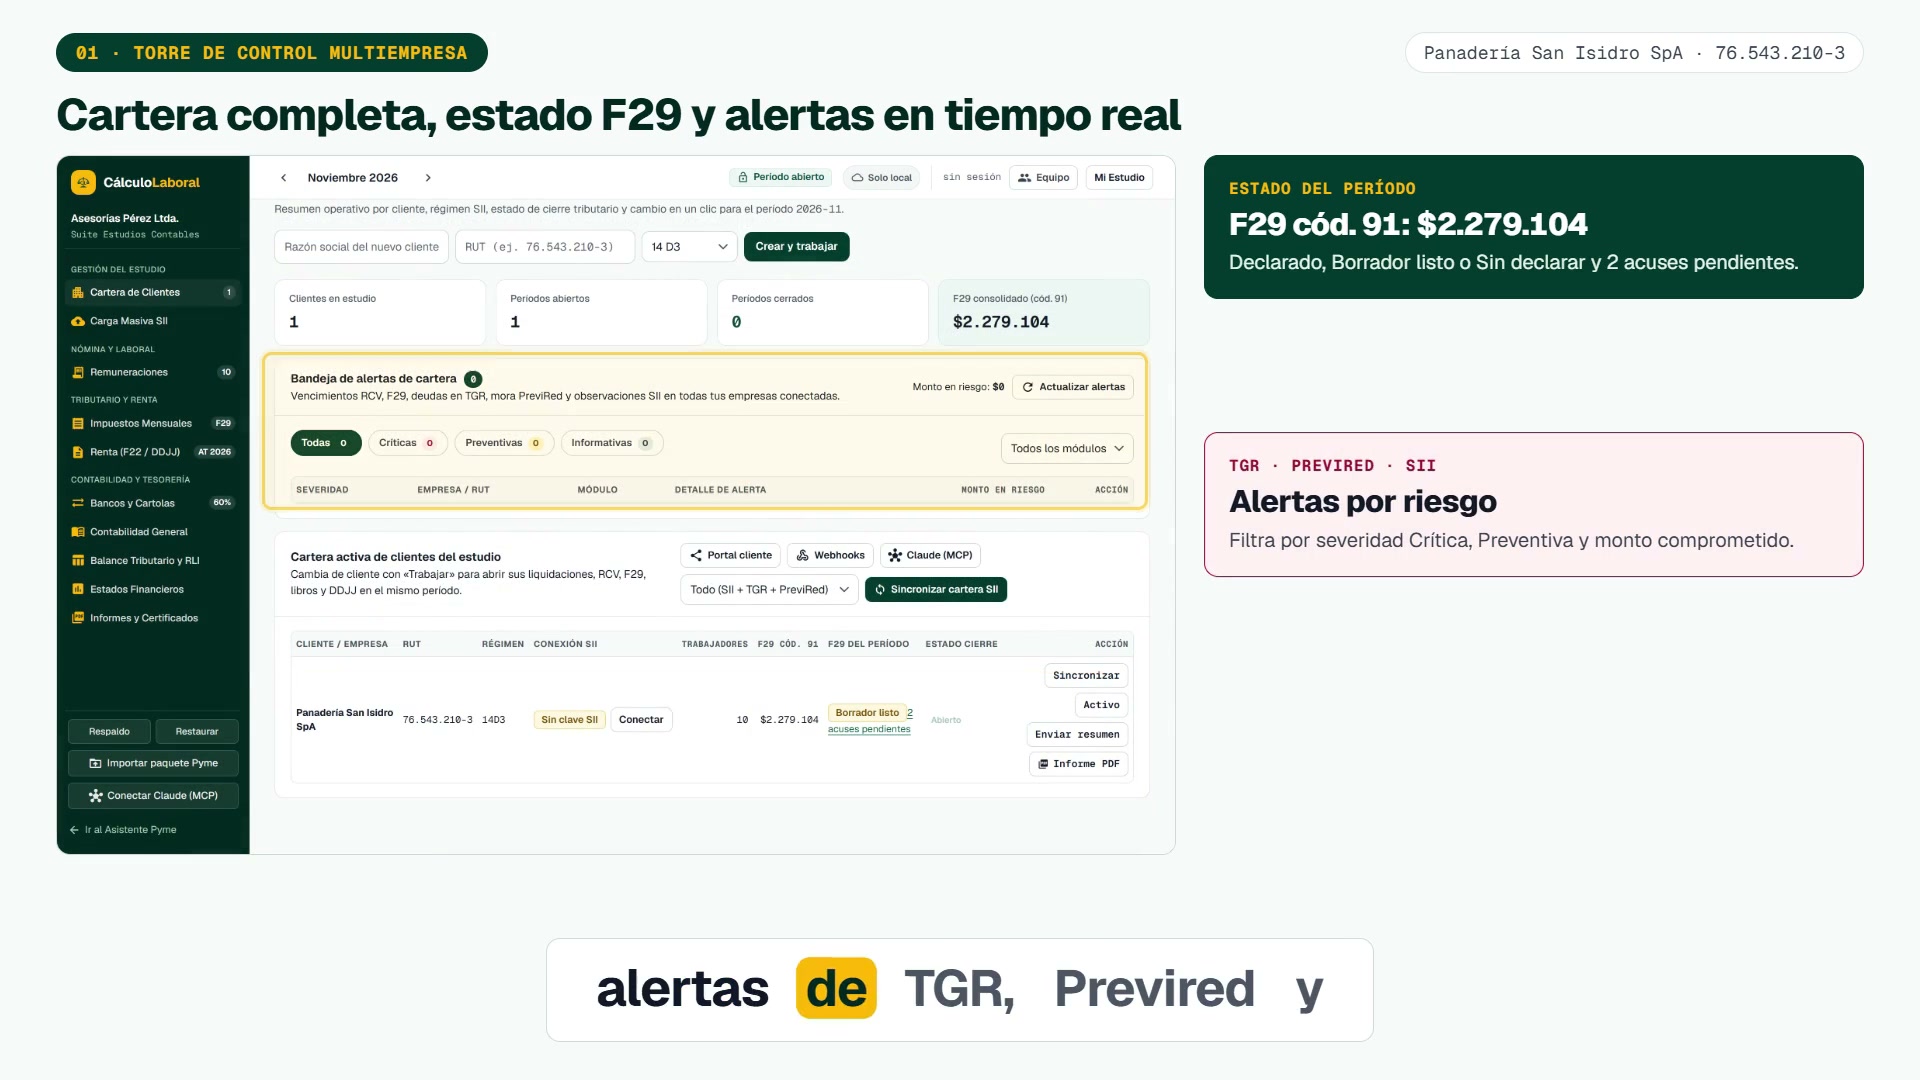 01 · TORRE DE CONTROL MULTIEMPRESA
Panadería San Isidro SpA · 76.543.210-3
Cartera completa, estado F29 y alertas en tiempo real
CálculoLaboral
Asesorías Pérez Ltda.
Suite Estudios Contables
GESTIÓN DEL ESTUDIO
Cartera de Clientes 1
Carga Masiva SII
NÓMINA Y LABORAL
Remuneraciones 10
TRIBUTARIO Y RENTA
Impuestos Mensuales F29
Renta (F22 / DDJJ) AT 2026
CONTABILIDAD Y TESORERÍA
Bancos y Cartolas 60%
Contabilidad General
Balance Tributario y RLI
Estados Financieros
Informes y Certificados
Respaldo Restaurar
Importar paquete Pyme
Conectar Claude (MCP)
Ir al Asistente Pyme
Noviembre 2026
Período abierto Solo local sin sesión Equipo Mi Estudio
Resumen operativo por cliente, régimen SII, estado de cierre tributario y cambio en un clic para el período 2026-11.
Razón social del nuevo cliente RUT (ej. 76.543.210-3) 14 D3 Crear y trabajar
Clientes en estudio
1
Períodos abiertos
1
Períodos cerrados
0
F29 consolidado (cód. 91)
$2.279.104
Bandeja de alertas de cartera 0
Vencimientos RCV, F29, deudas en TGR, mora PreviRed y observaciones SII en todas tus empresas conectadas.
Monto en riesgo: $0 Actualizar alertas
Todas 0 Críticas 0 Preventivas 0 Informativas 0
Todos los módulos
SEVERIDAD EMPRESA / RUT MÓDULO DETALLE DE ALERTA MONTO EN RIESGO ACCIÓN
Cartera activa de clientes del estudio
Cambia de cliente con «Trabajar» para abrir sus liquidaciones, RCV, F29,
libros y DDJJ en el mismo período.
Portal cliente Webhooks Claude (MCP)
Todo (SII + TGR + PreviRed) Sincronizar cartera SII
CLIENTE / EMPRESA RUT RÉGIMEN CONEXIÓN SII TRABAJADORES F29 CÓD. 91 F29 DEL PERÍODO ESTADO CIERRE ACCIÓN
Panadería San Isidro
SpA
76.543.210-3 14D3 Sin clave SII Conectar 10 $2.279.104 Borrador listo 2
acuses pendientes
Abierto
Sincronizar
Activo
Enviar resumen
Informe PDF
ESTADO DEL PERÍODO
F29 cód. 91: $2.279.104
Declarado, Borrador listo o Sin declarar y 2 acuses pendientes.
TGR · PREVIRED · SII
Alertas por riesgo
Filtra por severidad Crítica, Preventiva y monto comprometido.
alertas de TGR, Previred y